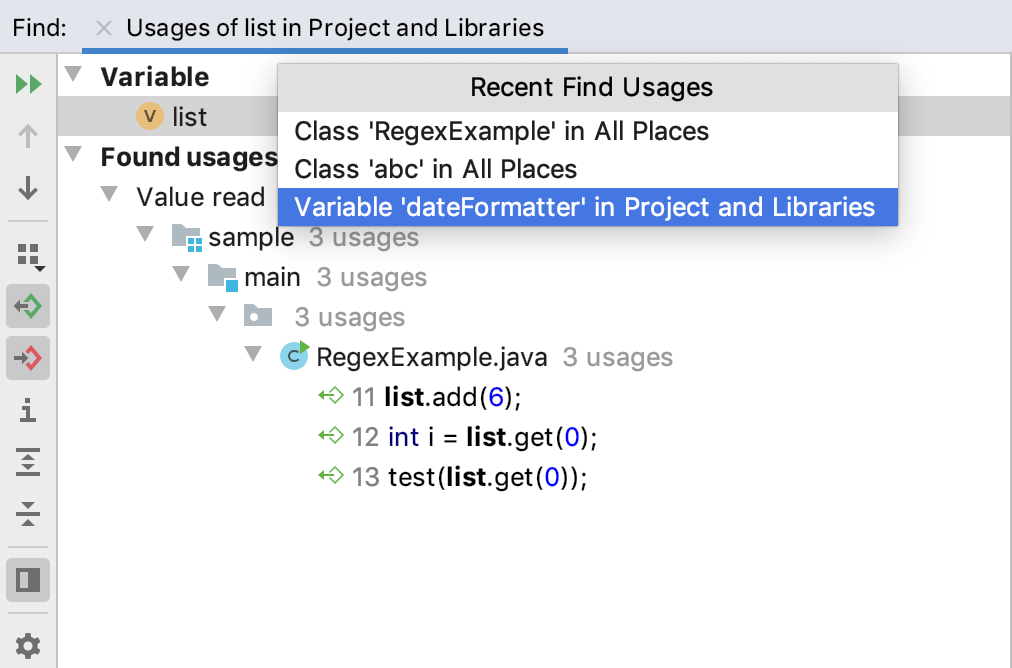 Find: Usages of list in Project and Libraries
Variable
V list
Recent Find Usages
Class 'RegexExample' in All Places
Class 'abc' in All Places
Variable 'dateFormatter' in Project and Libraries
Found usages
Value read
sample 3 usages
main 3 usages
3 usages
C RegexExample.java 3 usages
11 list.add(6);
12 int i = list.get(0);
13 test(list.get(0));